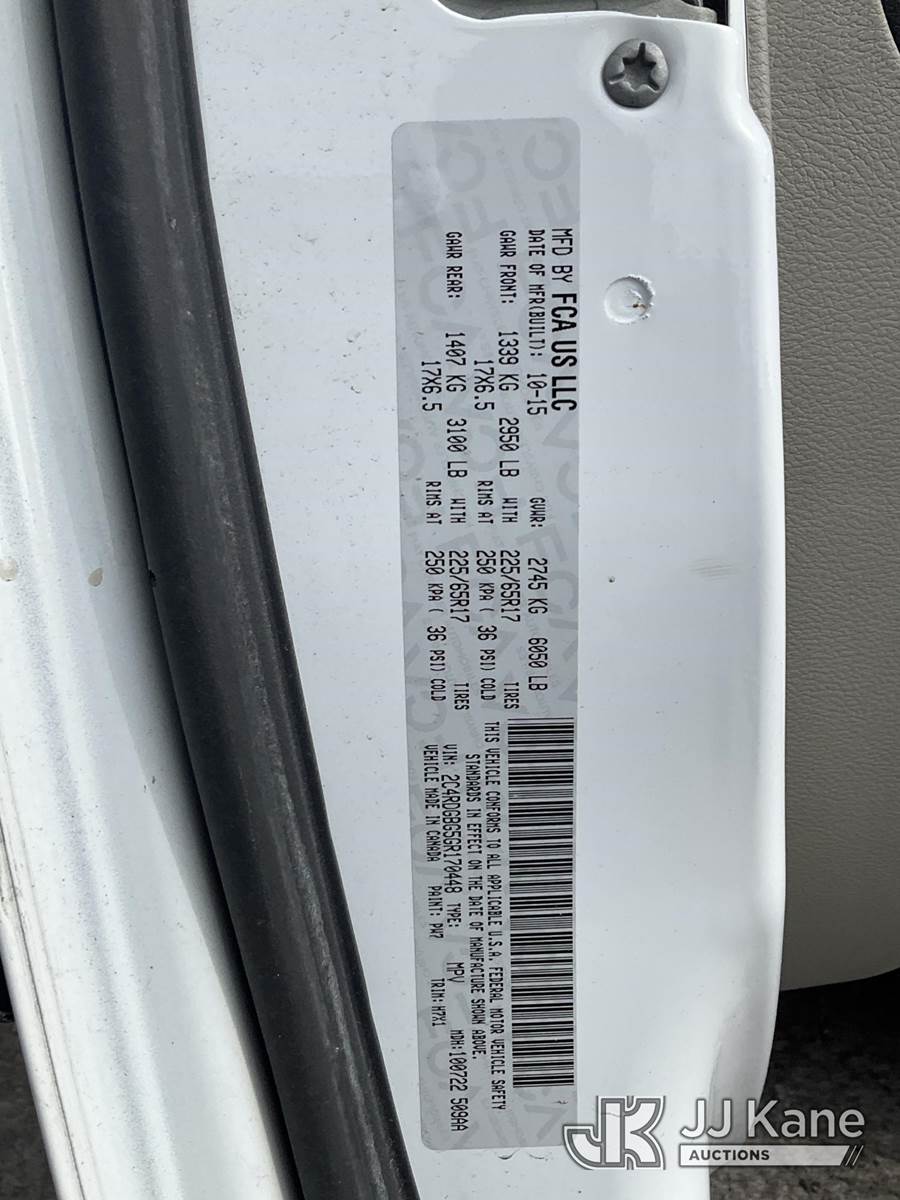 MFD BY FCA US LLC
DATE OF MFR(BUILT): 10-15 GVWR: 2745 KG 6050 LB
GAWR FRONT: 1339 KG 2950 LB WITH 225/65R17 TIRES
17X6.5 RIMS AT 250 KPA( 36 PSI) COLD
GAWR REAR: 1407 KG 3100 LB WITH 225/65R17 TIRES
17X6.5 RIMS AT 250 KPA( 36 PSI) COLD
THIS VEHICLE CONFORMS TO ALL APPLICABLE U.S.A. FEDERAL MOTOR VEHICLE SAFETY
STANDARDS IN EFFECT ON THE DATE OF MANUFACTURE SHOWN ABOVE.
VIN: 2C4RDGBG5GR170448 TYPE: MPV MDH:100722 509AA
VEHICLE MADE IN CANADA PAINT: PW7 TRIM:H7X1
JK JJ Kane
AUCTIONS